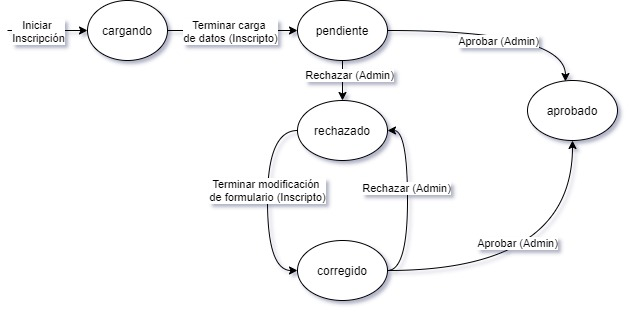 Iniciar
Inscripción
cargando
Terminar carga
de datos (Inscripto)
pendiente
Aprobar (Admin)
Rechazar (Admin)
aprobado
rechazado
Terminar modificación
de formulario (Inscripto)
Rechazar (Admin)
Aprobar (Admin)
corregido